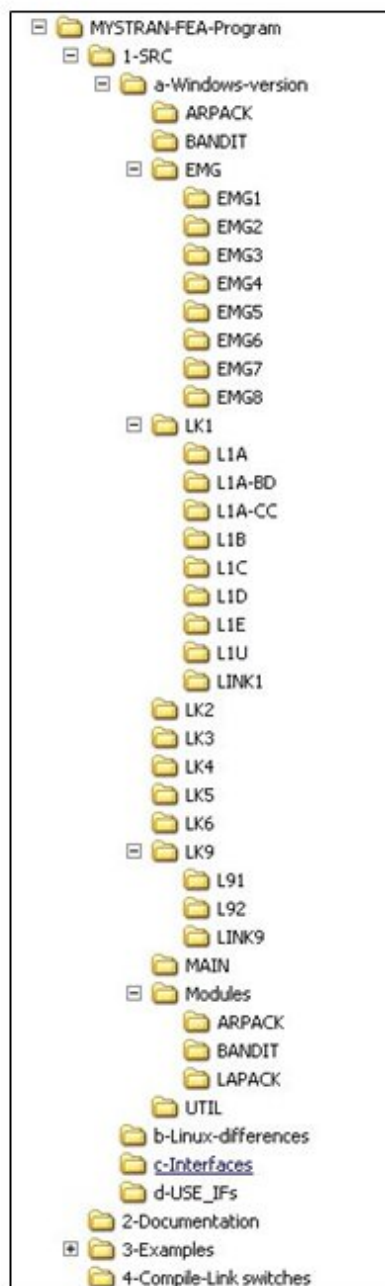 MYSTRAN-FEA-Program
1-SRC
a-Windows-version
ARPACK
BANDIT
EMG
EMG1
EMG2
EMG3
EMG4
EMG5
EMG6
EMG7
EMG8
LK1
L1A
L1A-BD
L1A-CC
L1B
L1C
L1D
L1E
L1U
LINK1
LK2
LK3
LK4
LK5
LK6
LK9
L91
L92
LINK9
MAIN
Modules
ARPACK
BANDIT
LAPACK
UTIL
b-Linux-differences
c-Interfaces
d-USE_IFs
2-Documentation
3-Examples
4-Compile-Link switches